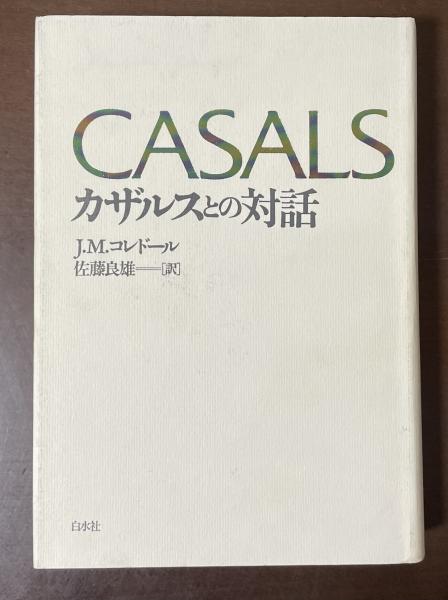 CASALS
カザルスとの対話
J.M.コレドール
佐藤良雄──[訳]
白水社